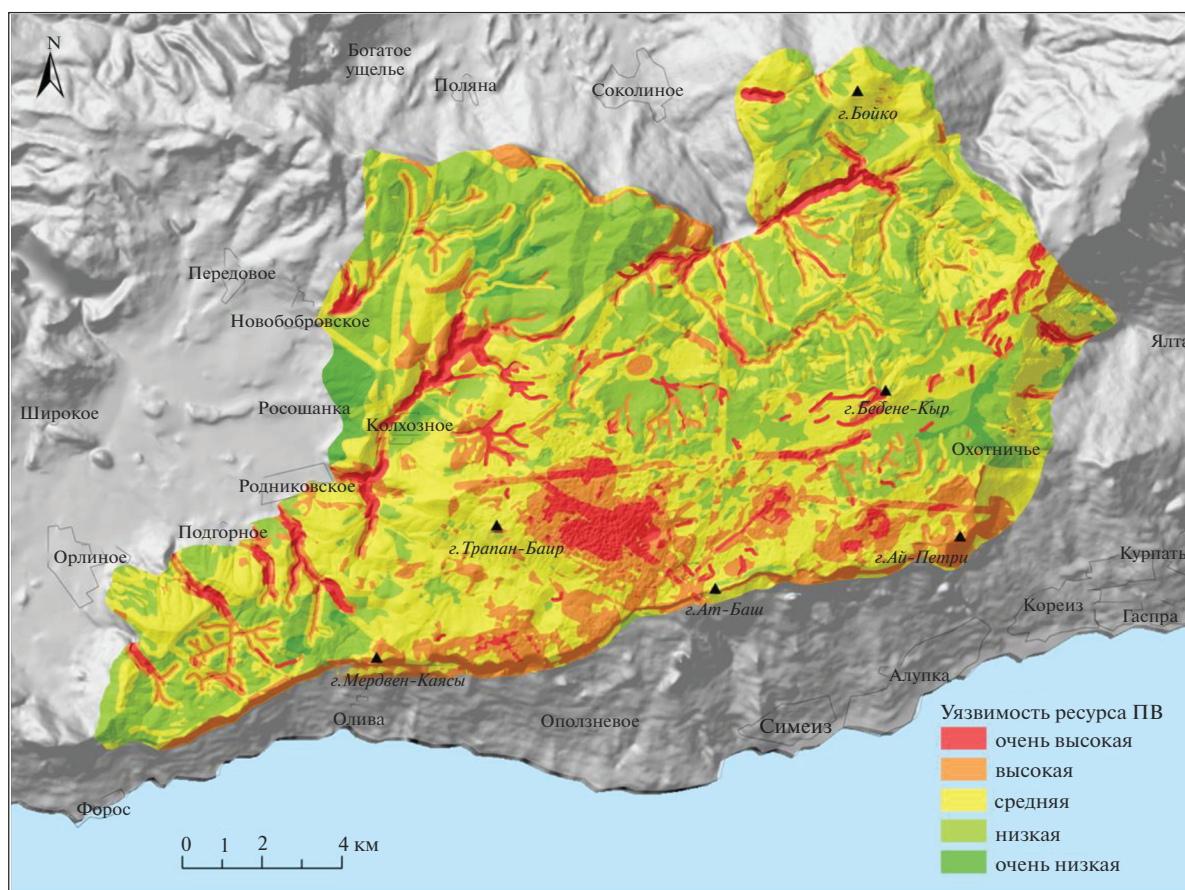 N
Богатое
ущелье
Поляна
Соколиное
г.Бойко
Передовое
Новобобровское
Ялта
Широкое
Росошанка
Колхозное
г.Бедене-Кыр
Охотничье
Родниковское
Подгорное
г.Трапан-Баир
Орлиное
г.Ай-Петри
Курпаты
г.Ат-Баш
Кореиз
Гаспра
г.Мердвен-Каясы
Алупка
Олива
Оползневое
Симеиз
Форос
0 1 2 4 км
Уязвимость ресурса ПВ
очень высокая
высокая
средняя
низкая
очень низкая